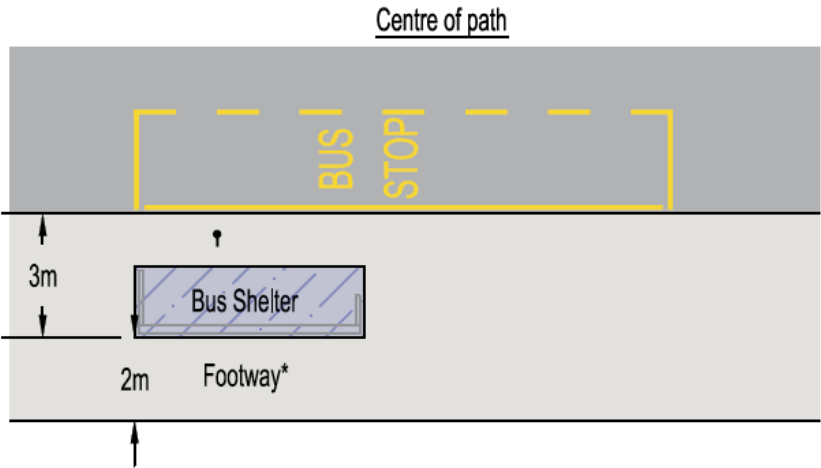 Centre of path
BUS
STOP
3m
Bus Shelter
2m
Footway*